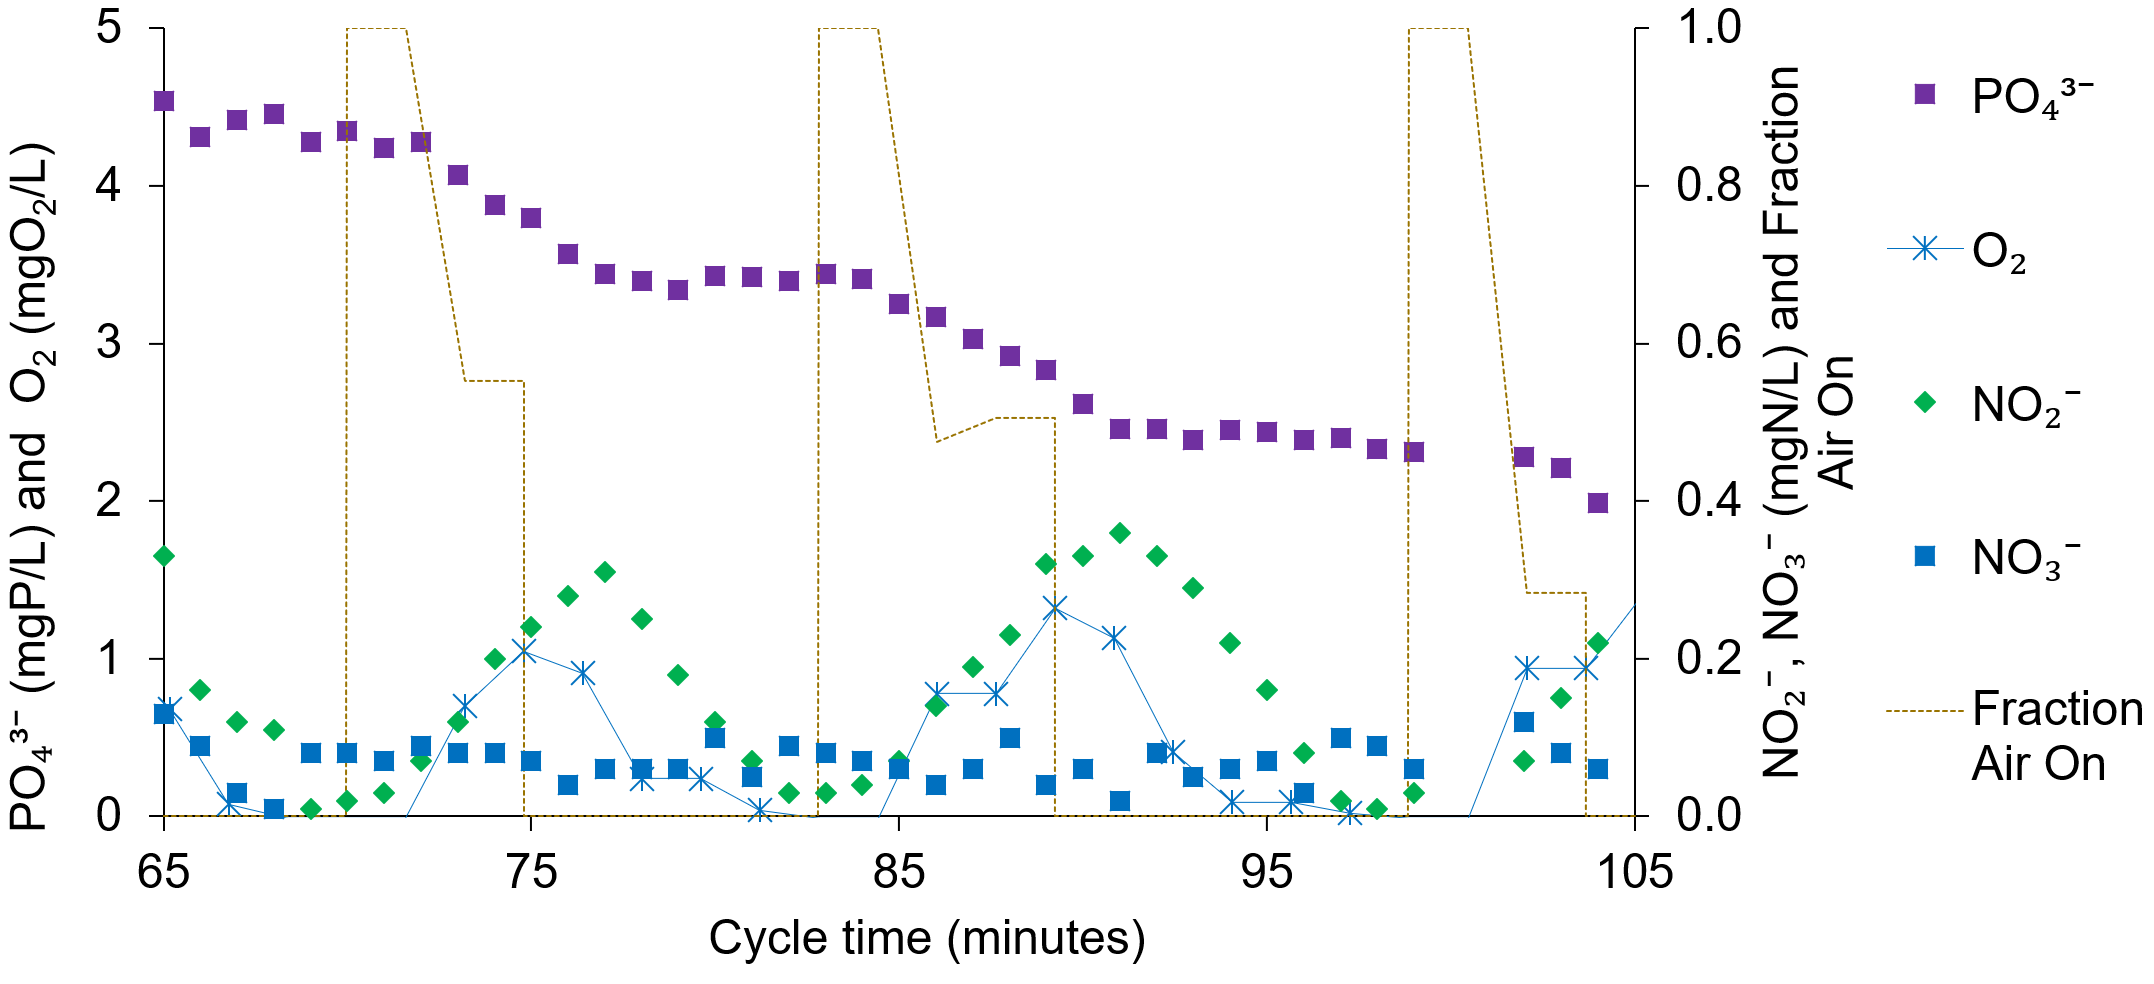 5
4
3
2
1
0
PO₄³⁻ (mgP/L) and O₂ (mgO₂/L)
65
75
85
95
105
Cycle time (minutes)
1.0
0.8
0.6
0.4
0.2
0.0
NO₂⁻, NO₃⁻ (mgN/L) and Fraction
Air On
PO₄³⁻
O₂
NO₂⁻
NO₃⁻
Fraction
Air On